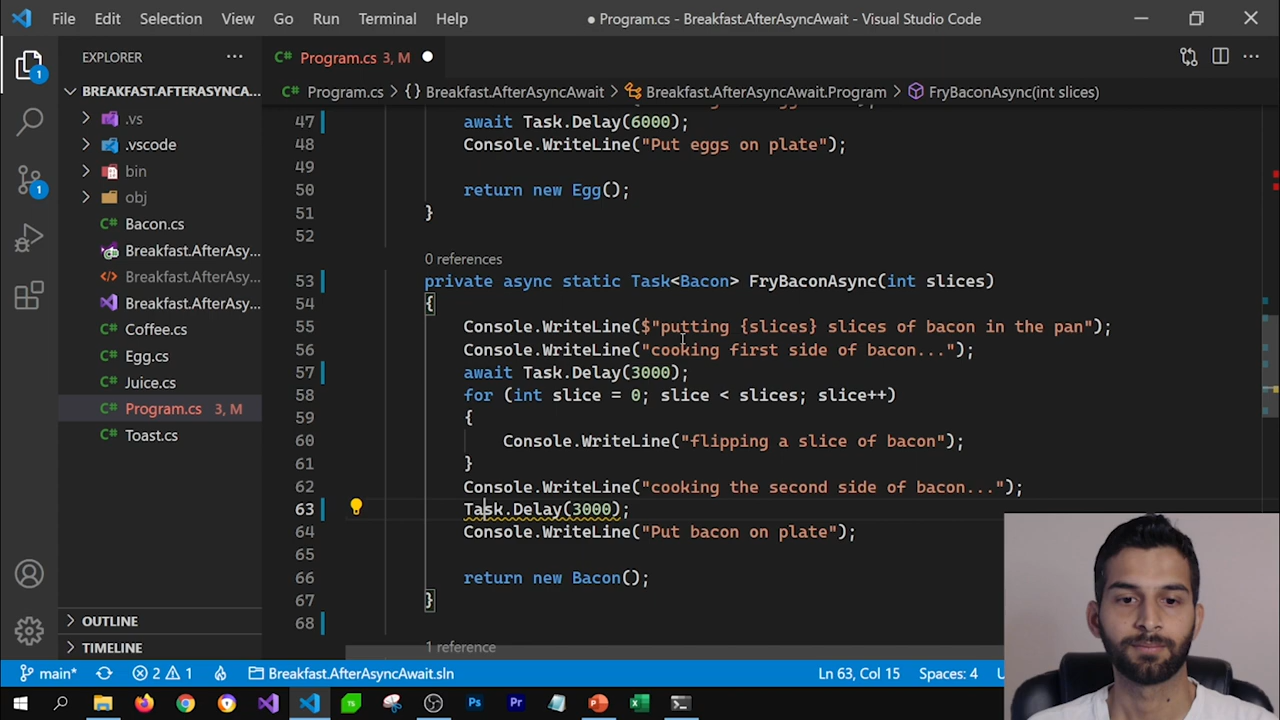 File Edit Selection View Go Run Terminal Help ● Program.cs - Breakfast.AfterAsyncAwait - Visual Studio Code
EXPLORER ···
C# Program.cs 3, M
BREAKFAST.AFTERASYNCA...
C# Program.cs {} Breakfast.AfterAsyncAwait Breakfast.AfterAsyncAwait.Program FryBaconAsync(int slices)
.vs
.vscode
bin
obj
C# Bacon.cs
Breakfast.AfterAsy...
Breakfast.AfterAsy...
Breakfast.AfterAsy...
C# Coffee.cs
C# Egg.cs
C# Juice.cs
C# Program.cs 3, M
C# Toast.cs
OUTLINE
TIMELINE
47 await Task.Delay(6000);
48 Console.WriteLine("Put eggs on plate");
49
50 return new Egg();
51 }
52
0 references
53 private async static Task<Bacon> FryBaconAsync(int slices)
54 {
55 Console.WriteLine($"putting {slices} slices of bacon in the pan");
56 Console.WriteLine("cooking first side of bacon...");
57 await Task.Delay(3000);
58 for (int slice = 0; slice < slices; slice++)
59 {
60 Console.WriteLine("flipping a slice of bacon");
61 }
62 Console.WriteLine("cooking the second side of bacon...");
63 Task.Delay(3000);
64 Console.WriteLine("Put bacon on plate");
65
66 return new Bacon();
67 }
68
1 reference
main* 2 1 Breakfast.AfterAsyncAwait.sln Ln 63, Col 15 Spaces: 4